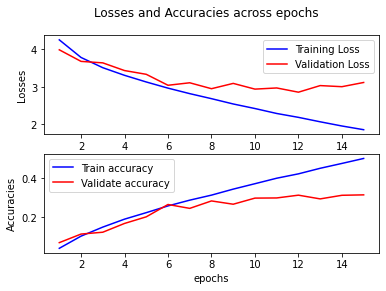 Losses and Accuracies across epochs
4
3
2
Losses
Training Loss
Validation Loss
2 4 6 8 10 12 14
0.4
0.2
Accuracies
Train accuracy
Validate accuracy
2 4 6 8 10 12 14
epochs